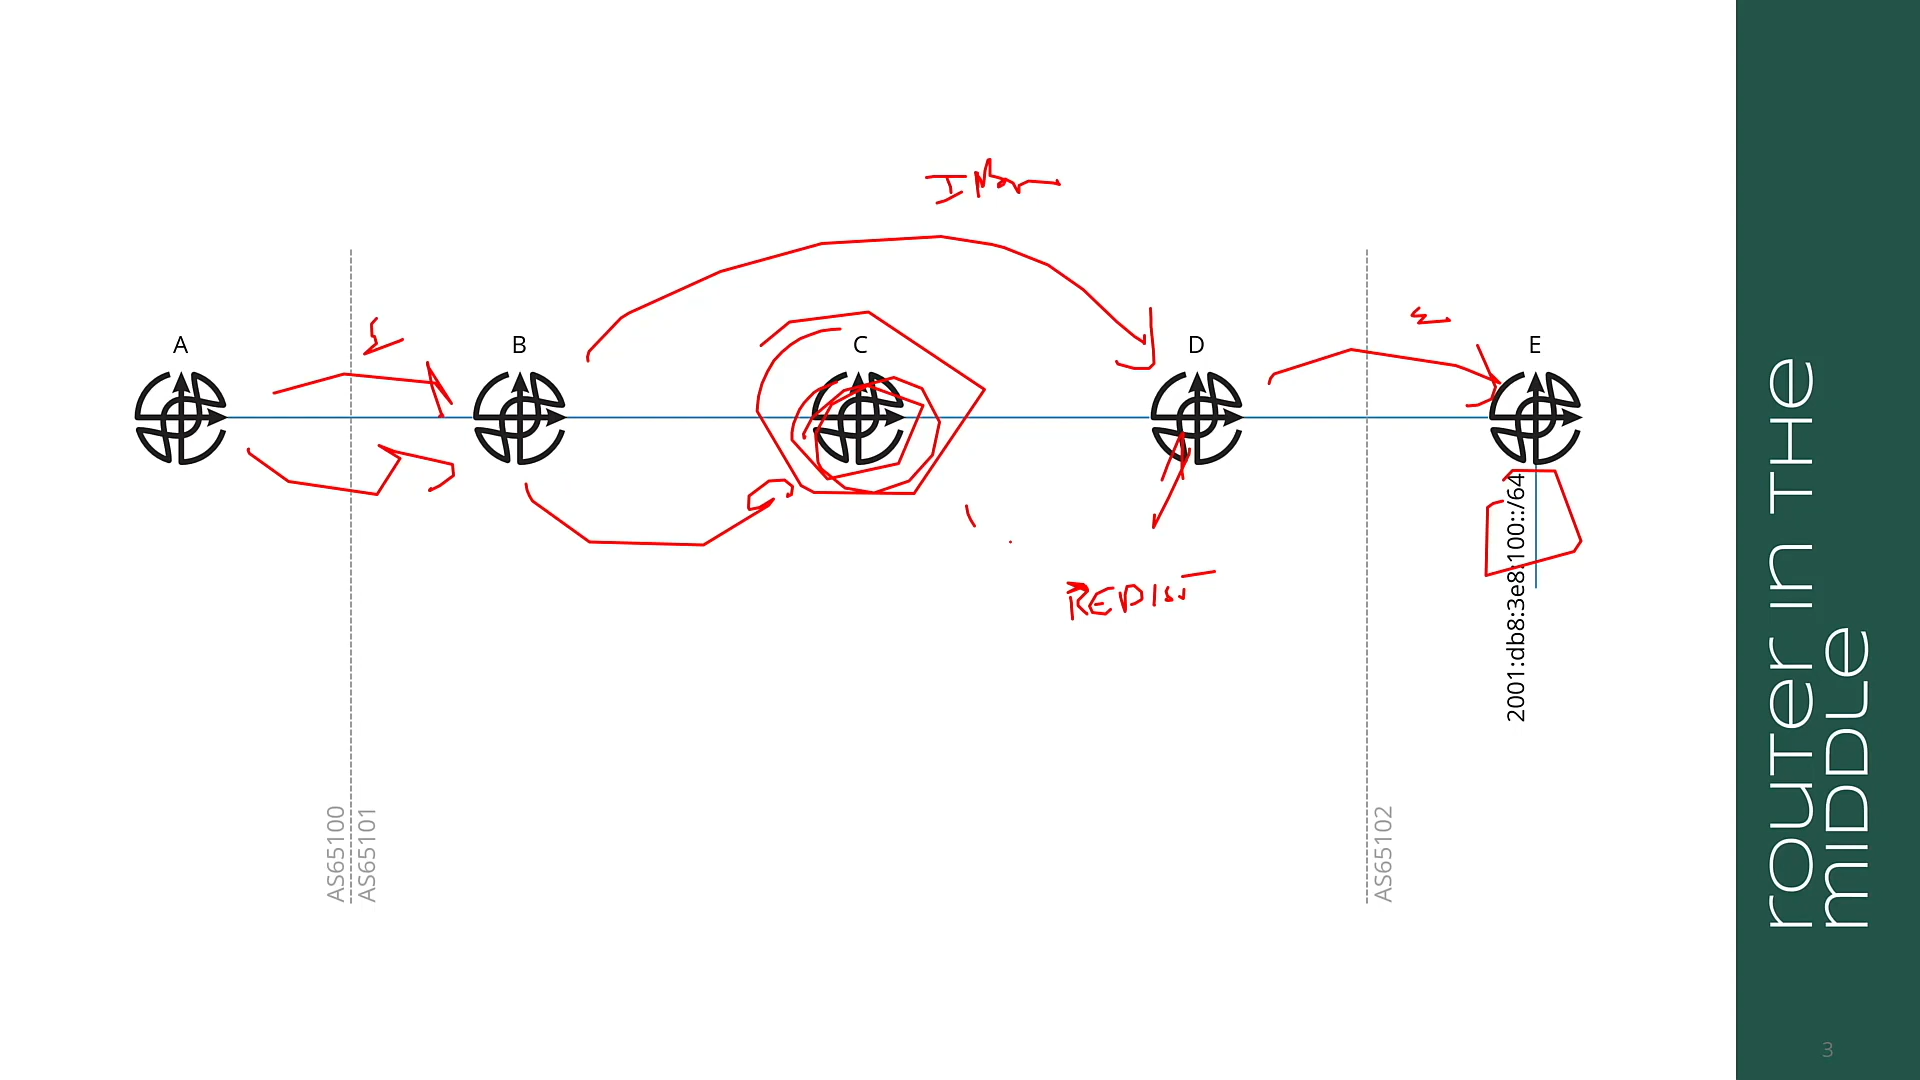 A
B
C
D
E
REDIST
2001:db8:3e8:100::/64
AS65100
AS65101
AS65102
router in the
middle
3